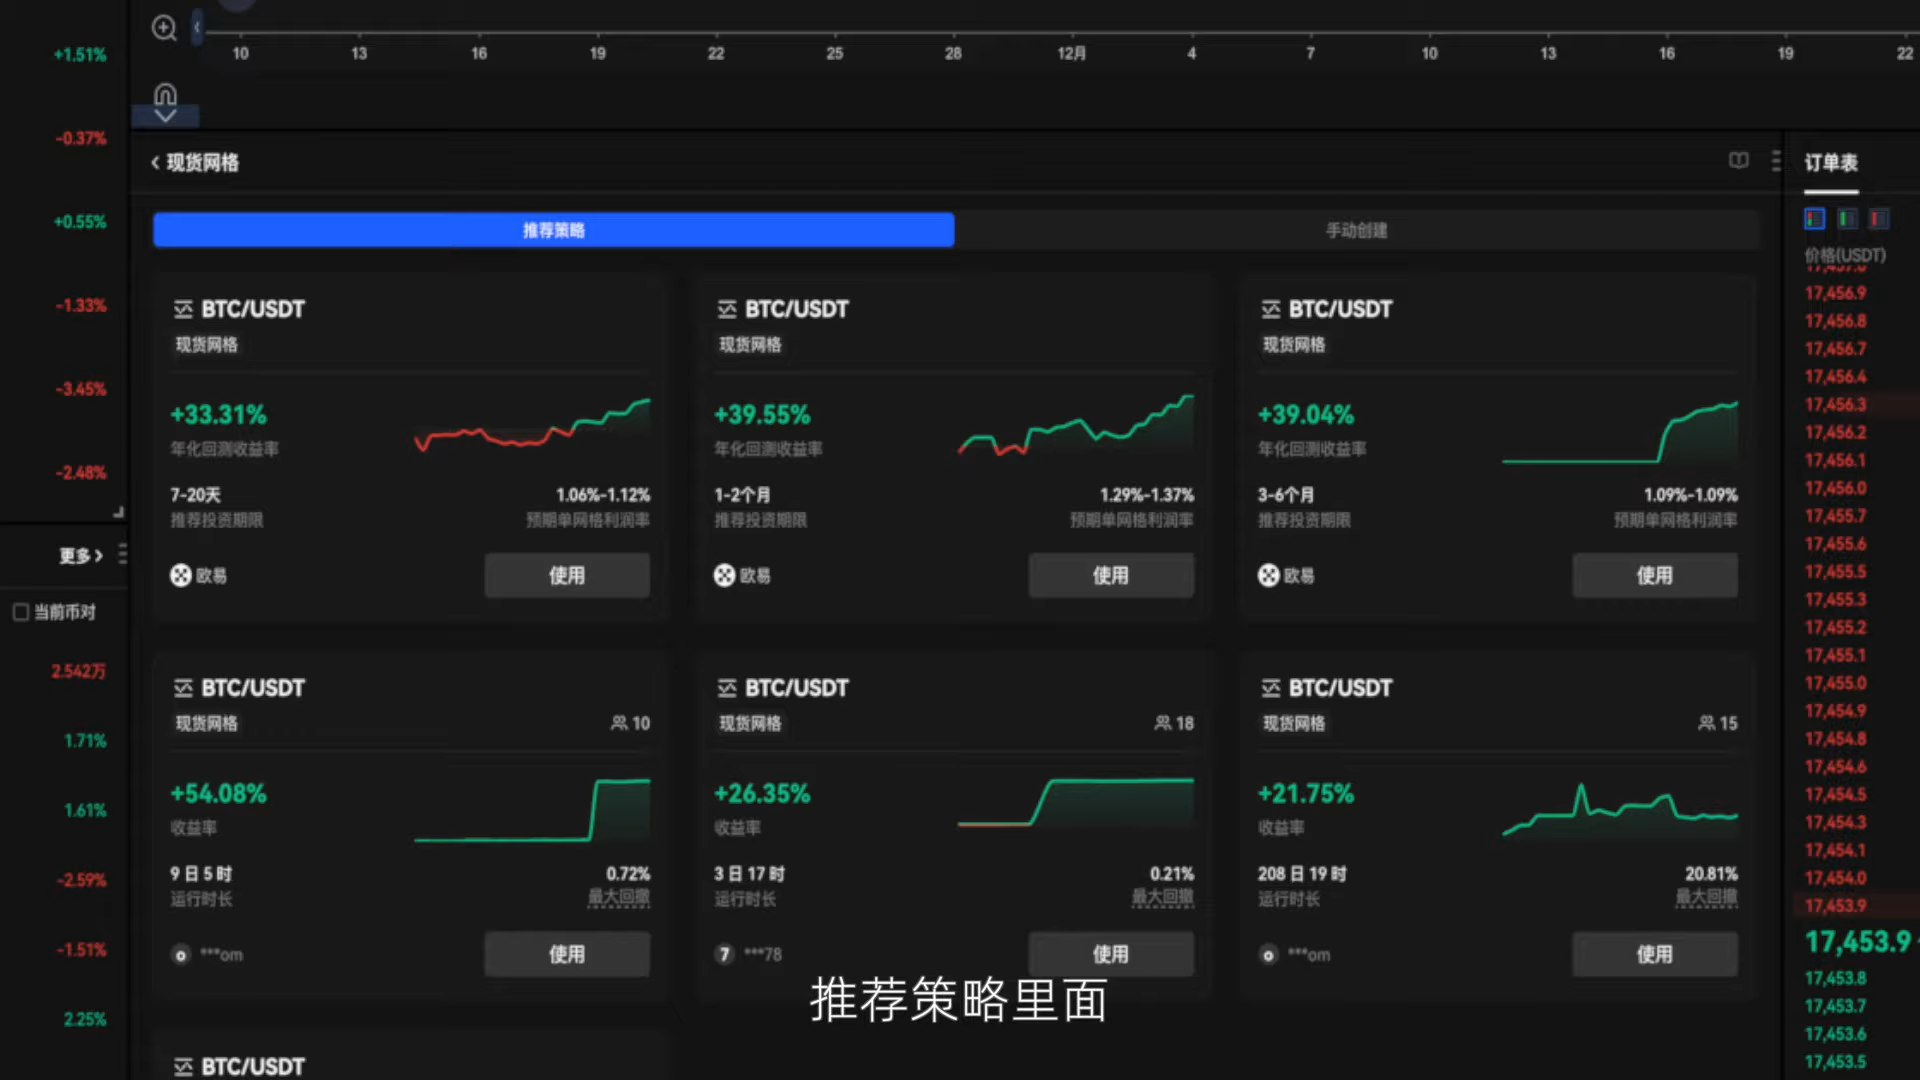 10 13 16 19 22 25 28 12月 4 7 10 13 16 19 22
+1.51%
-0.37%
+0.55%
-1.33%
-3.45%
-2.48%
更多
当前币对
2.542万
1.71%
1.61%
-2.59%
-1.51%
2.25%
现货网格
推荐策略 手动创建
BTC/USDT
现货网格
+33.31%
年化回测收益率
7-20天 1.06%-1.12%
推荐投资期限 预期单网格利润率
欧易 使用
BTC/USDT
现货网格
+39.55%
年化回测收益率
1-2个月 1.29%-1.37%
推荐投资期限 预期单网格利润率
欧易 使用
BTC/USDT
现货网格
+39.04%
年化回测收益率
3-6个月 1.09%-1.09%
推荐投资期限 预期单网格利润率
欧易 使用
BTC/USDT
现货网格 10
+54.08%
收益率
9 日 5 时 0.72%
运行时长 最大回撤
o ***om 使用
BTC/USDT
现货网格 18
+26.35%
收益率
3 日 17 时 0.21%
运行时长 最大回撤
7 ***78 使用
BTC/USDT
现货网格 15
+21.75%
收益率
208 日 19 时 20.81%
运行时长 最大回撤
o ***om 使用
BTC/USDT
订单表
价格(USDT)
17,456.9
17,456.8
17,456.7
17,456.4
17,456.3
17,456.2
17,456.1
17,456.0
17,455.7
17,455.6
17,455.5
17,455.3
17,455.2
17,455.1
17,455.0
17,454.9
17,454.8
17,454.6
17,454.5
17,454.3
17,454.1
17,454.0
17,453.9
17,453.9
17,453.8
17,453.7
17,453.6
17,453.5
推荐策略里面